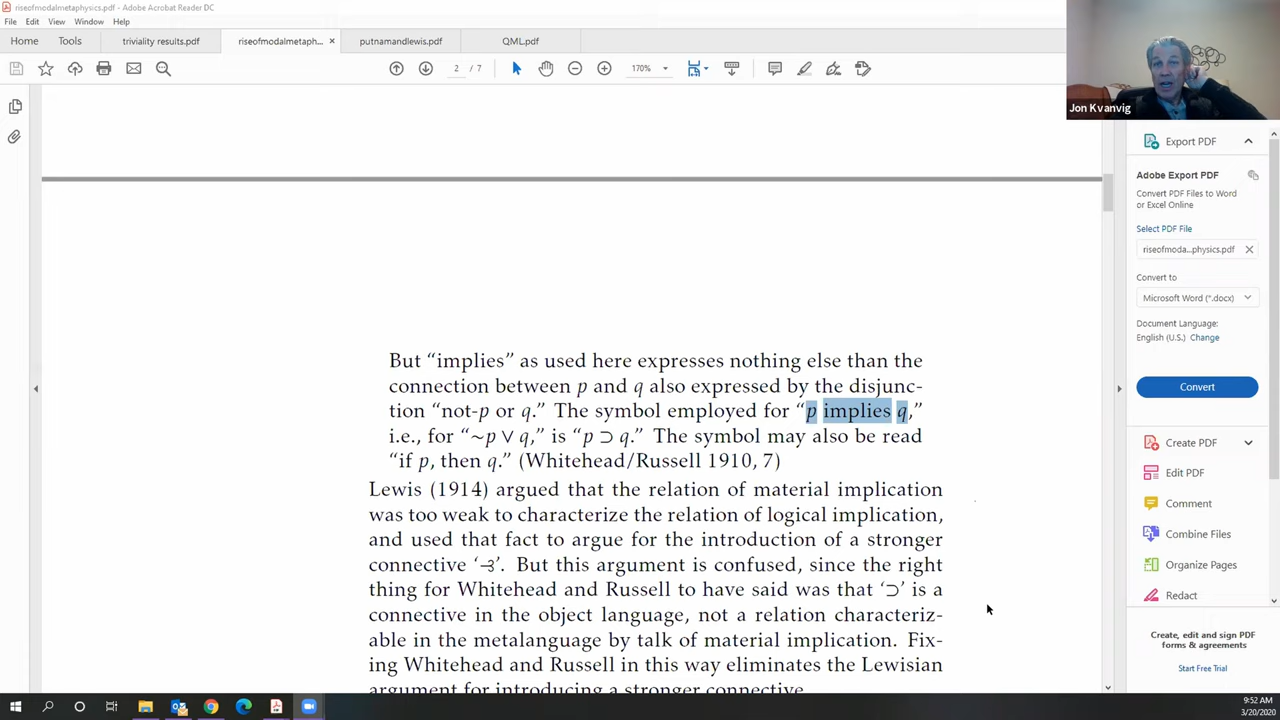 riseofmodalmetaphysics.pdf - Adobe Acrobat Reader DC
File Edit View Window Help
Home Tools triviality results.pdf riseofmodalmetaph... × putnamandlewis.pdf QML.pdf
2 / 7 170%
Jon Kvanvig
But “implies” as used here expresses nothing else than the
connection between p and q also expressed by the disjunc-
tion “not-p or q.” The symbol employed for “p implies q,”
i.e., for “∼p ∨ q,” is “p ⊃ q.” The symbol may also be read
“if p, then q.” (Whitehead/Russell 1910, 7)
Lewis (1914) argued that the relation of material implication
was too weak to characterize the relation of logical implication,
and used that fact to argue for the introduction of a stronger
connective ‘⥽’. But this argument is confused, since the right
thing for Whitehead and Russell to have said was that ‘⊃’ is a
connective in the object language, not a relation characteriz-
able in the metalanguage by talk of material implication. Fix-
ing Whitehead and Russell in this way eliminates the Lewisian
argument for introducing a stronger connective.
Export PDF
Adobe Export PDF
Convert PDF Files to Word
or Excel Online
Select PDF File
riseofmoda...physics.pdf ×
Convert to
Microsoft Word (*.docx)
Document Language:
English (U.S.) Change
Convert
Create PDF
Edit PDF
Comment
Combine Files
Organize Pages
Redact
Create, edit and sign PDF
forms & agreements
Start Free Trial
9:52 AM
3/20/2020